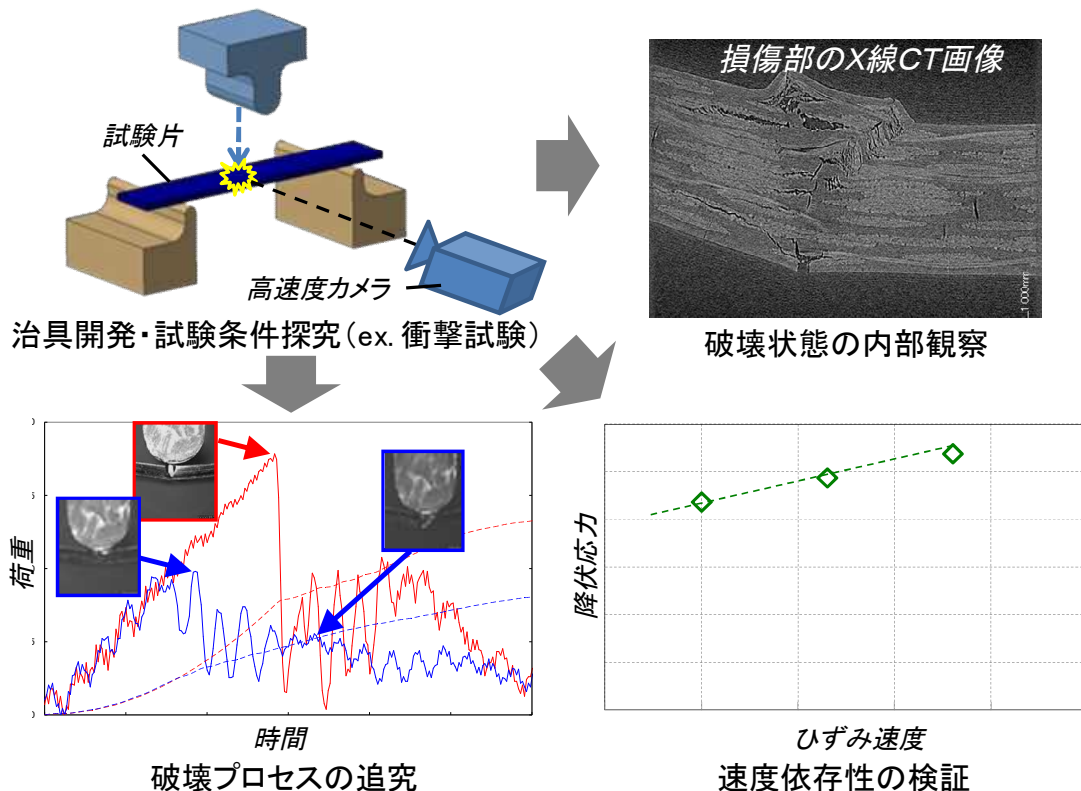 試験片
高速度カメラ
治具開発・試験条件探究(ex. 衝撃試験)
損傷部のX線CT画像
破壊状態の内部観察
荷重
時間
破壊プロセスの追究
降伏応力
ひずみ速度
速度依存性の検証